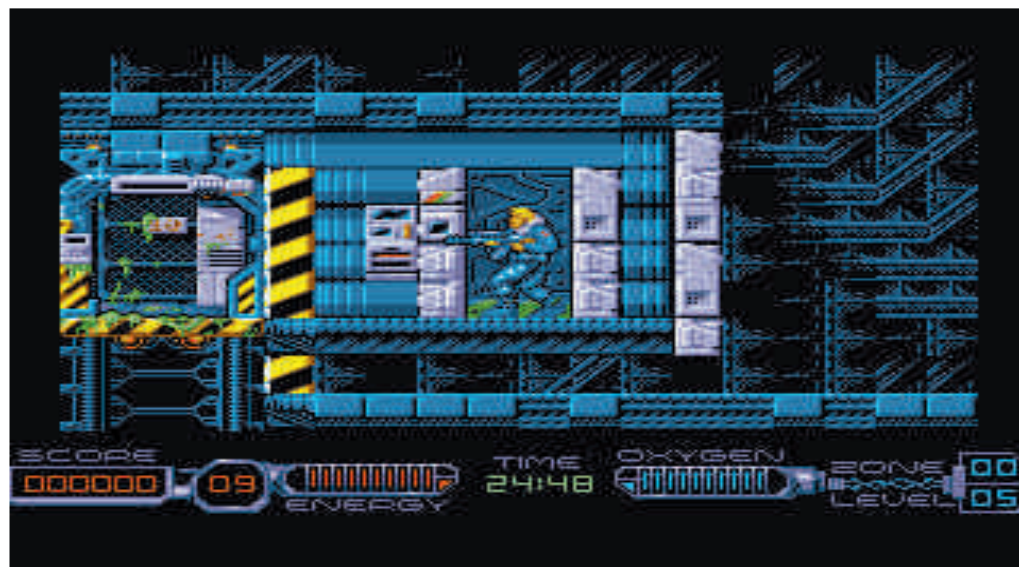 SCORE
000000
09
ENERGY
TIME
24:48
OXYGEN
ZONE 00
LEVEL 05